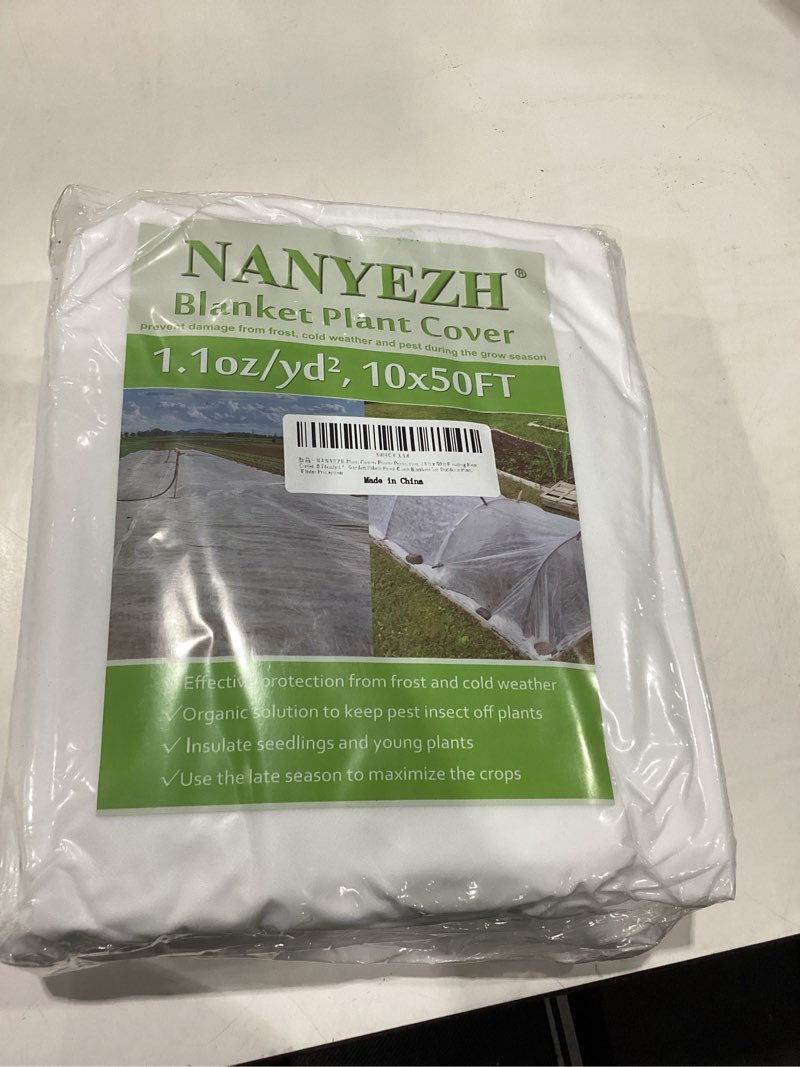 NANYEZH®
Blanket Plant Cover
prevent damage from frost, cold weather and pest during the grow season
1.1oz/yd², 10x50FT
Made in China
Effective protection from frost and cold weather
✓Organic solution to keep pest insect off plants
✓Insulate seedlings and young plants
✓Use the late season to maximize the crops